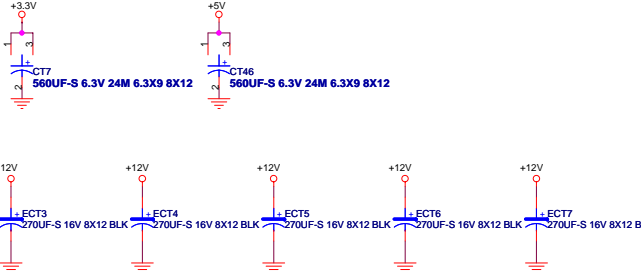 +3.3V
+5V
1 3
1 3
+
CT7
+
CT46
560UF-S 6.3V 24M 6.3X9 8X12
560UF-S 6.3V 24M 6.3X9 8X12
2
2
12V
+12V
+12V
+12V
+12V
+ ECT3
+ ECT4
+ ECT5
+ ECT6
+ ECT7
270UF-S 16V 8X12 BLK
270UF-S 16V 8X12 BLK
270UF-S 16V 8X12 BLK
270UF-S 16V 8X12 BLK
270UF-S 16V 8X12 B